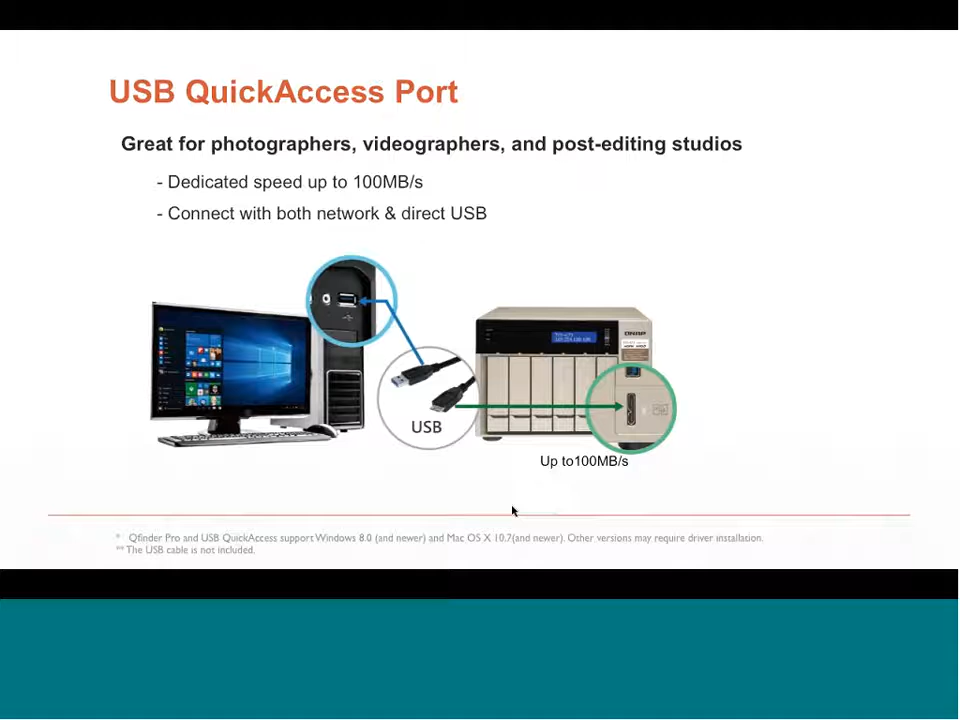 USB QuickAccess Port
Great for photographers, videographers, and post-editing studios
- Dedicated speed up to 100MB/s
- Connect with both network & direct USB
QNAP
USB
Up to100MB/s
* Qfinder Pro and USB QuickAccess support Windows 8.0 (and newer) and Mac OS X 10.7(and newer). Other versions may require driver installation.
** The USB cable is not included.